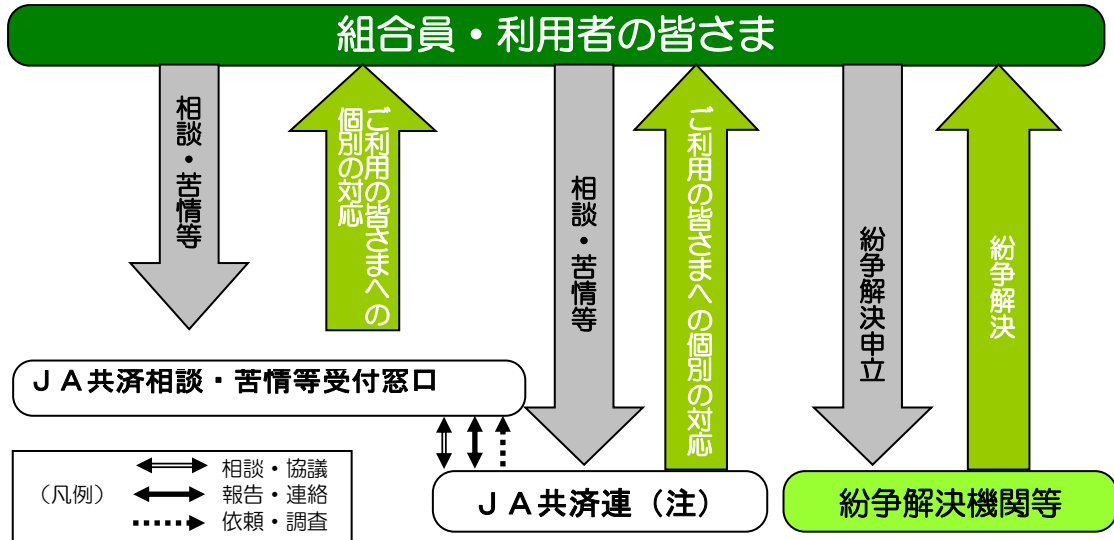 組合員・利用者の皆さま
相談・苦情等
ご利用の皆さまへの
個別の対応
相談・苦情等
ご利用の皆さまへの個別の対応
紛争解決申立
紛争解決
ＪＡ共済相談・苦情等受付窓口
（凡例）
相談・協議
報告・連絡
依頼・調査
ＪＡ共済連（注）
紛争解決機関等